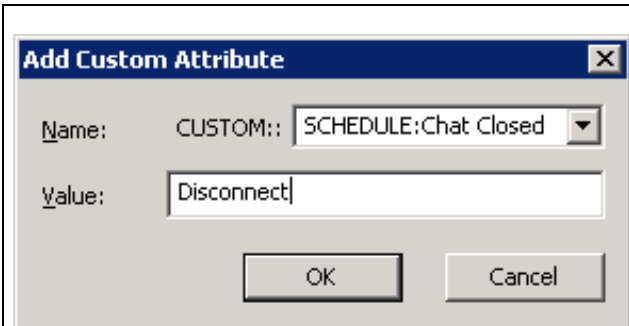 Add Custom Attribute
Name: CUSTOM:: SCHEDULE:Chat Closed
Value: Disconnect
OK Cancel